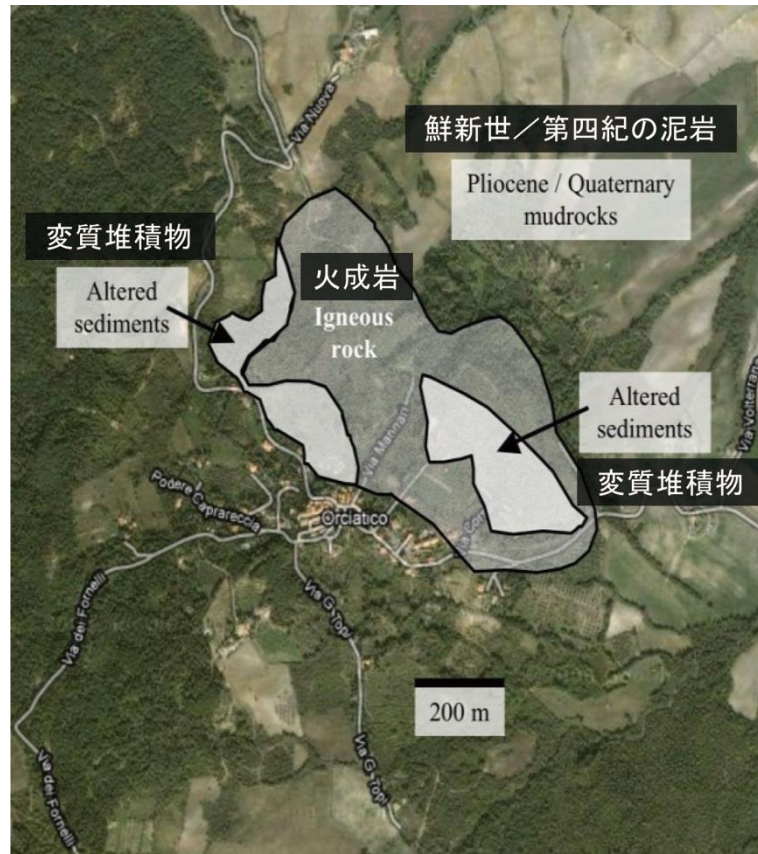 Via Nuova
鮮新世／第四紀の泥岩
Pliocene / Quaternary
mudrocks
変質堆積物
Altered
sediments
火成岩
Igneous
rock
Altered
sediments
変質堆積物
Via Volterrana
Via Mannari
Podere Caprareccia
Orciatico
Via dei Fornelli
Via G. Topi
200 m
Via dei Fornelli
Via G. Topi